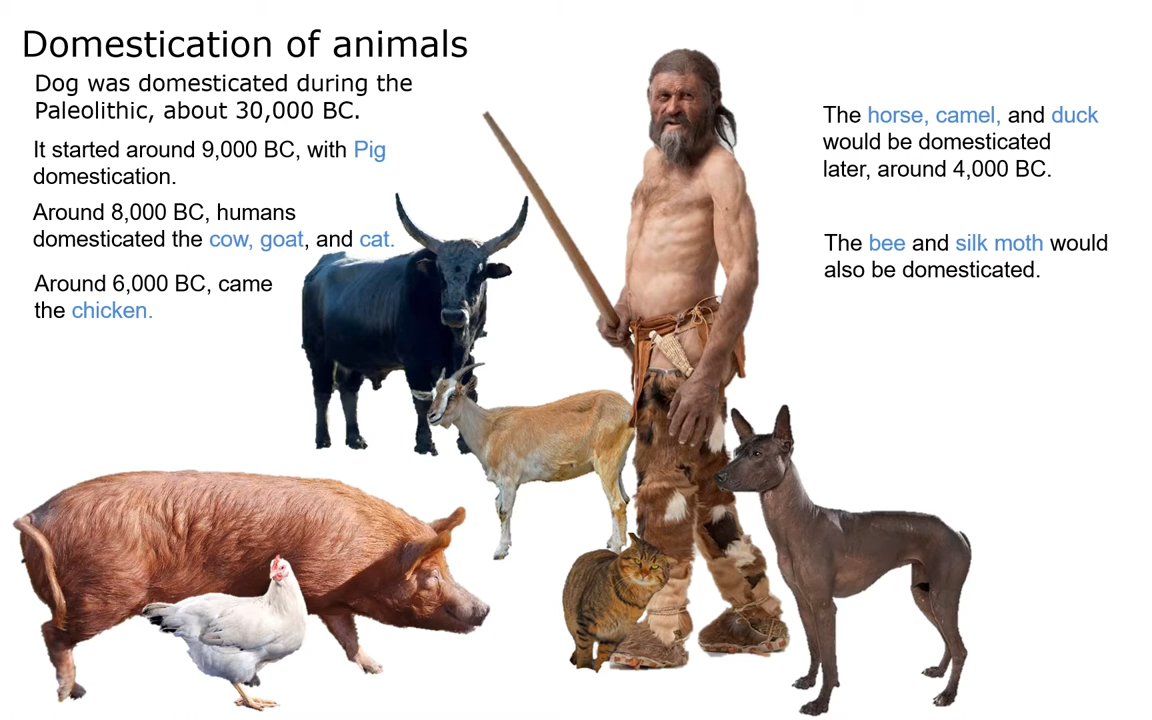 Domestication of animals
Dog was domesticated during the
Paleolithic, about 30,000 BC.
It started around 9,000 BC, with Pig
domestication.
Around 8,000 BC, humans
domesticated the cow, goat, and cat.
Around 6,000 BC, came
the chicken.
The horse, camel, and duck
would be domesticated
later, around 4,000 BC.
The bee and silk moth would
also be domesticated.